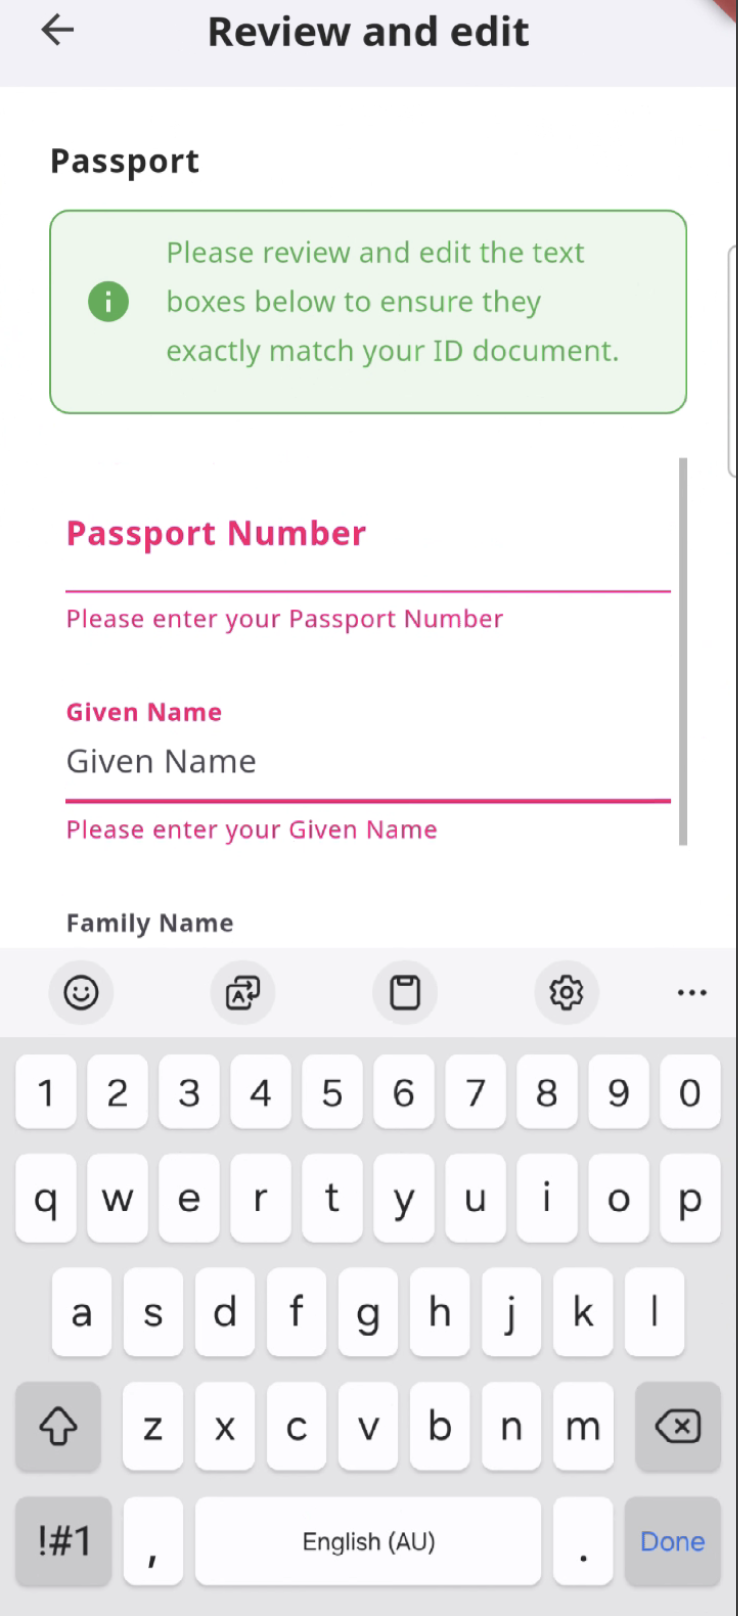 Review and edit
Passport
Please review and edit the text
boxes below to ensure they
exactly match your ID document.
Passport Number
Please enter your Passport Number
Given Name
Given Name
Please enter your Given Name
Family Name
1 2 3 4 5 6 7 8 9 0
q w e r t y u i o p
a s d f g h j k l
z x c v b n m
!#1 , English (AU) . Done